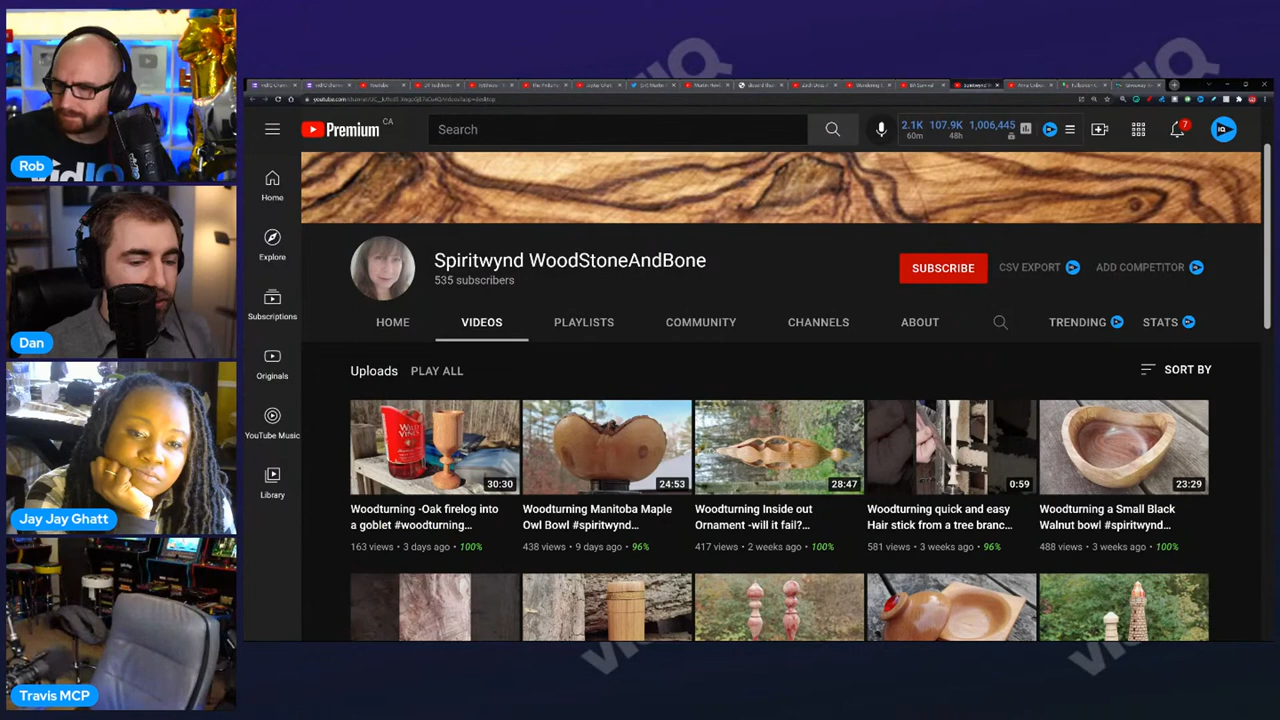 Rob
Dan
Jay Jay Ghatt
Travis MCP
Premium CA
Search
2.1K 107.9K 1,006,445
60m 48h
7
Home
Explore
Subscriptions
Originals
YouTube Music
Library
Spiritwynd WoodStoneAndBone
535 subscribers
SUBSCRIBE
CSV EXPORT
ADD COMPETITOR
HOME
VIDEOS
PLAYLISTS
COMMUNITY
CHANNELS
ABOUT
TRENDING
STATS
Uploads PLAY ALL
SORT BY
30:30
Woodturning -Oak firelog into
a goblet #woodturning...
163 views • 3 days ago • 100%
24:53
Woodturning Manitoba Maple
Owl Bowl #spiritwynd...
438 views • 9 days ago • 96%
28:47
Woodturning Inside out
Ornament -will it fail?...
417 views • 2 weeks ago • 100%
0:59
Woodturning quick and easy
Hair stick from a tree branc...
581 views • 3 weeks ago • 96%
23:29
Woodturning a Small Black
Walnut bowl #spiritwynd...
488 views • 3 weeks ago • 100%
vidIQ
vidIQ
vidIQ
vidIQ